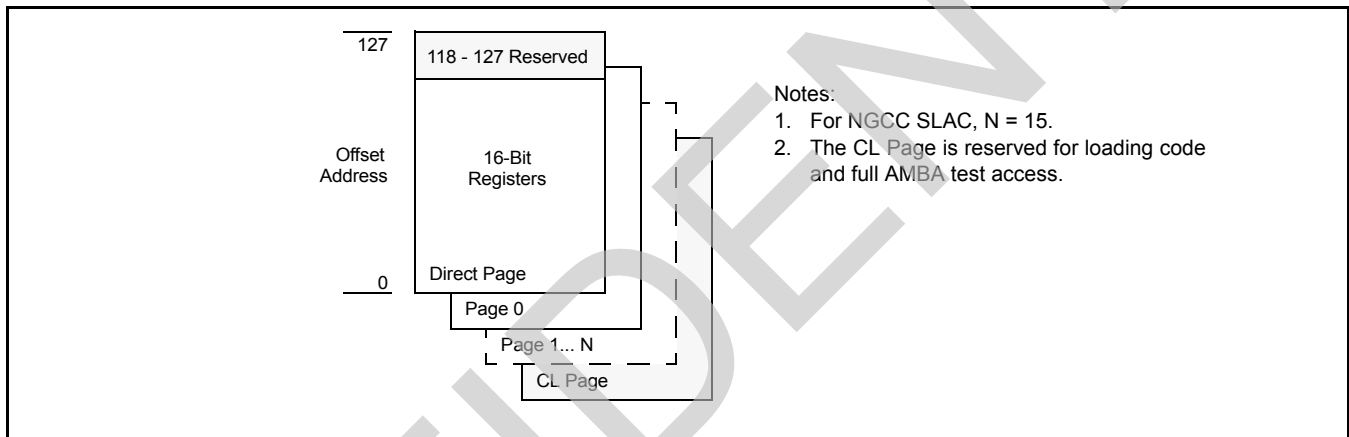 127
118 - 127 Reserved
Offset
Address
16-Bit
Registers
0
Direct Page
Page 0
Page 1... N
CL Page
Notes:
1. For NGCC SLAC, N = 15.
2. The CL Page is reserved for loading code
and full AMBA test access.